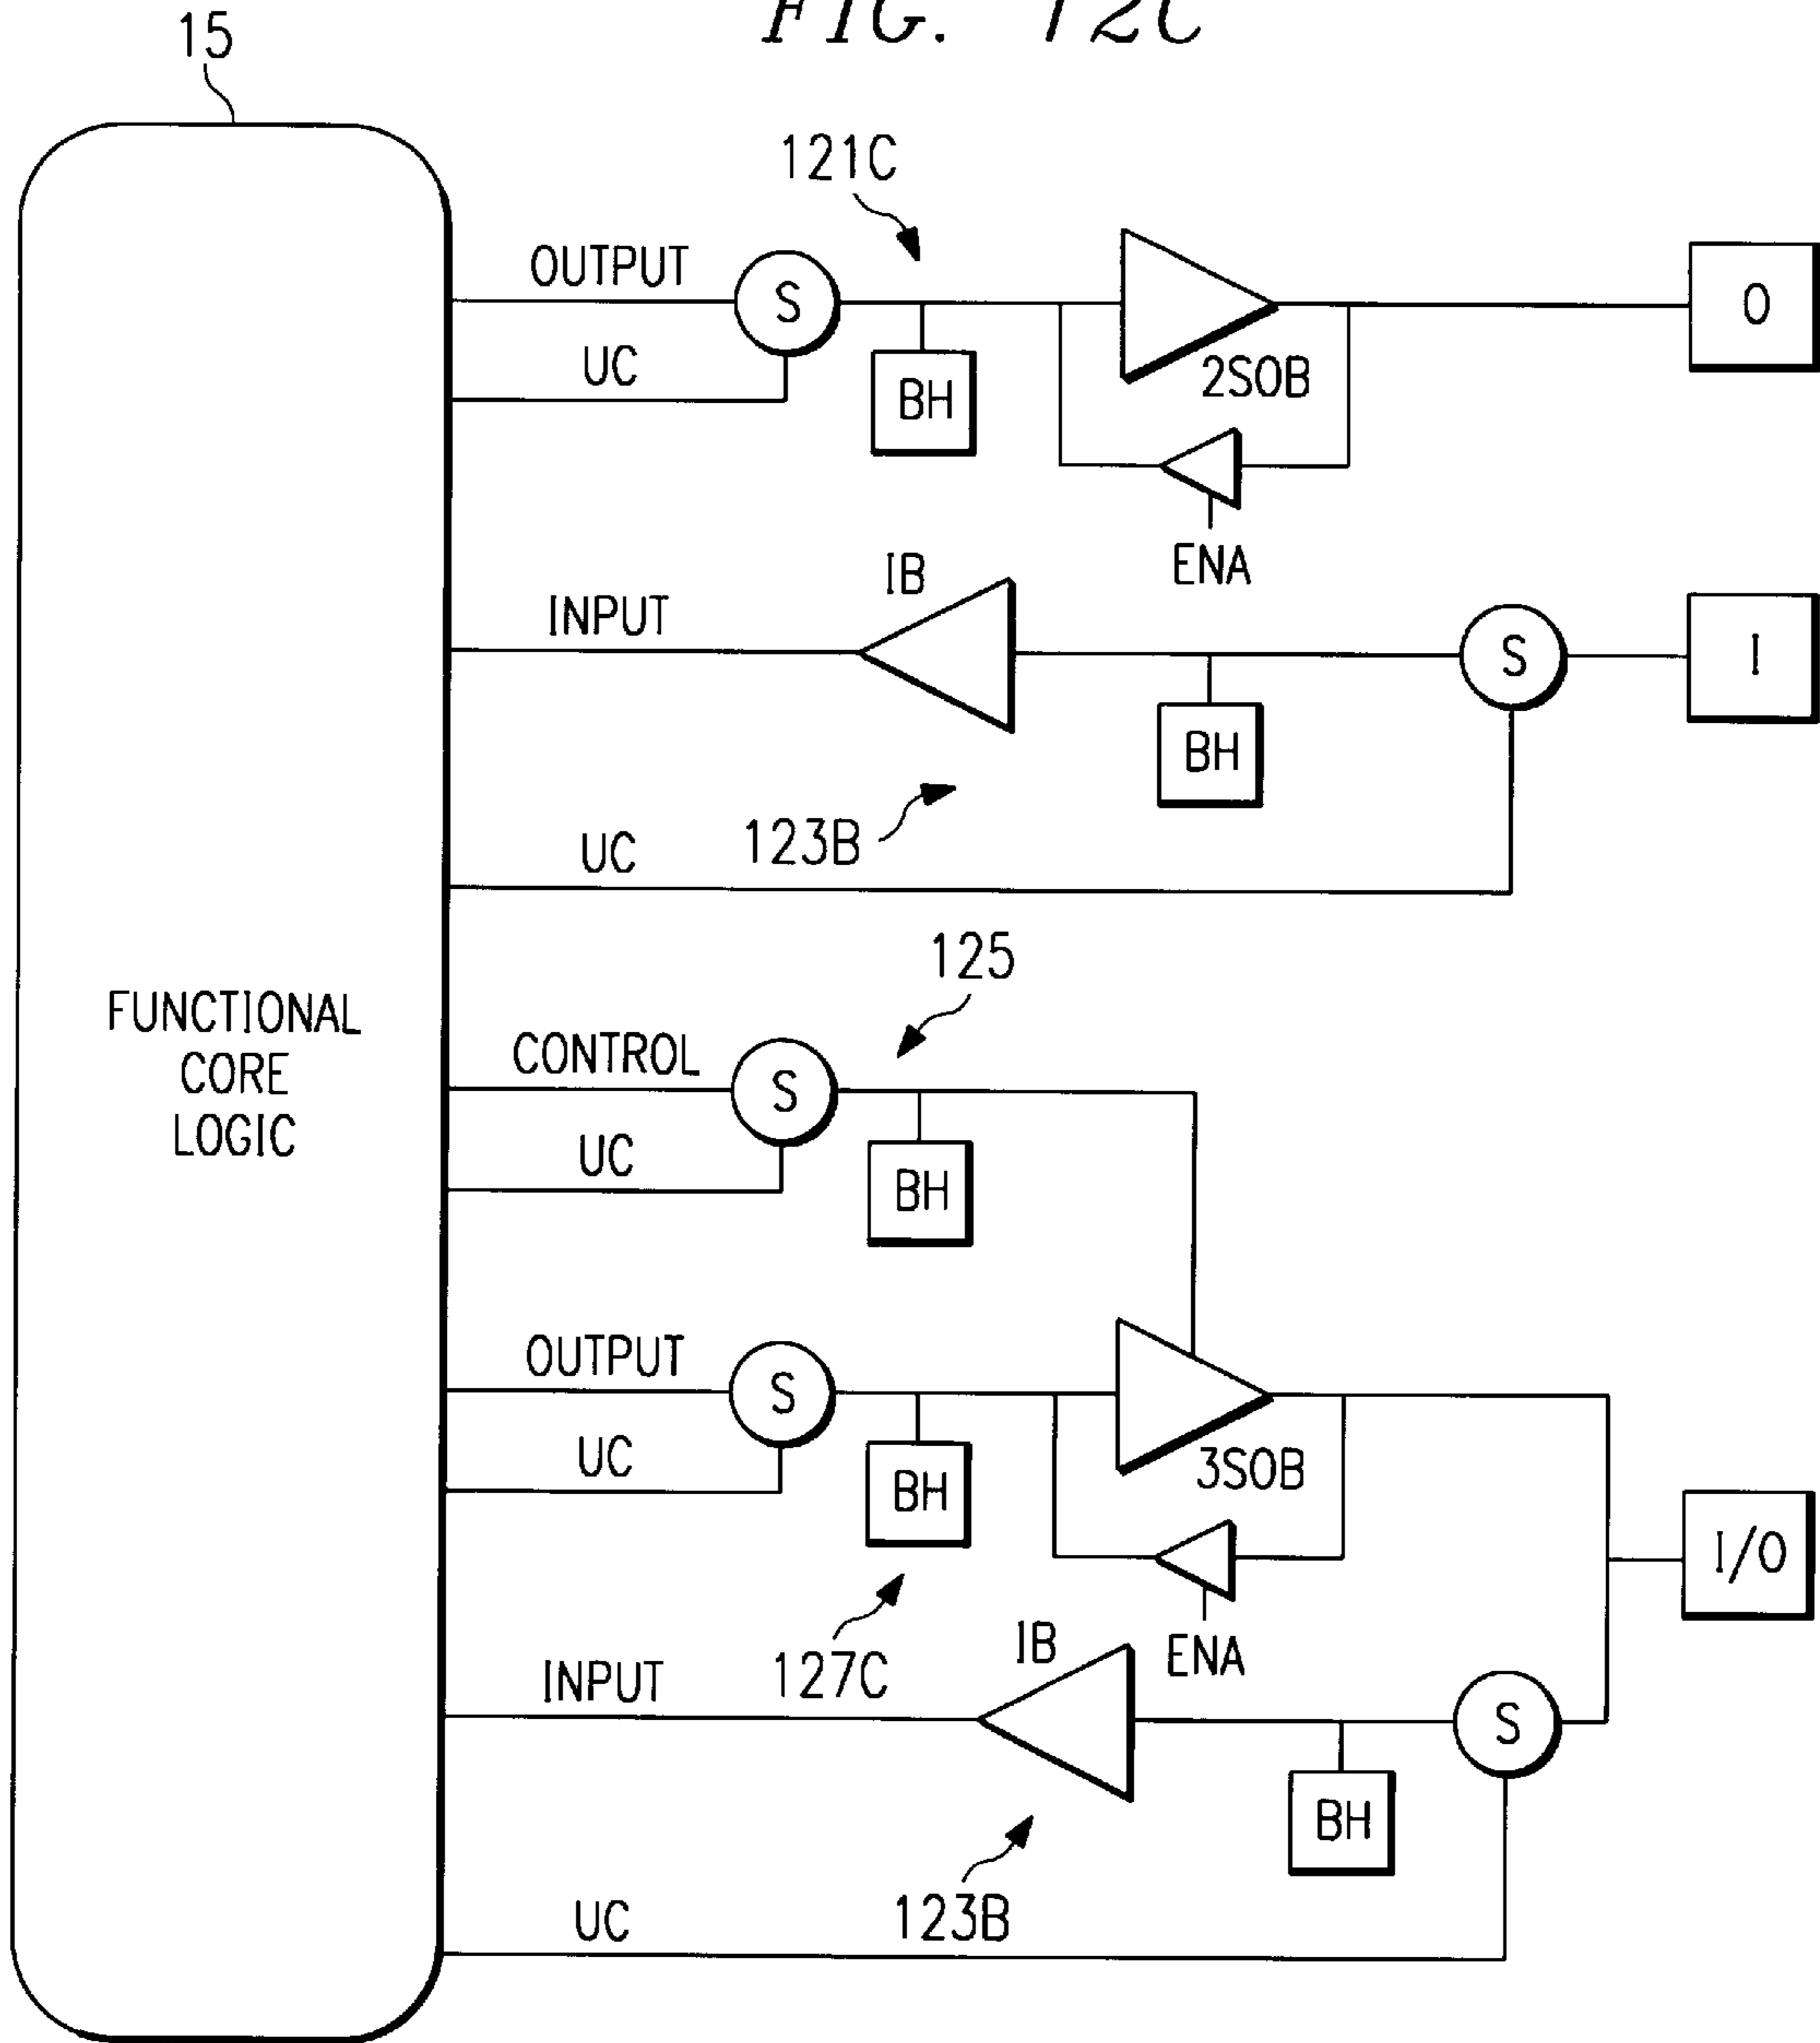 FIG. 12C
15
121C
OUTPUT
S
O
UC
BH
2SOB
ENA
IB
INPUT
S
I
BH
123B
UC
FUNCTIONAL
CORE
LOGIC
125
CONTROL
S
UC
BH
OUTPUT
S
UC
BH
3SOB
I/O
127C
ENA
IB
INPUT
S
BH
123B
UC